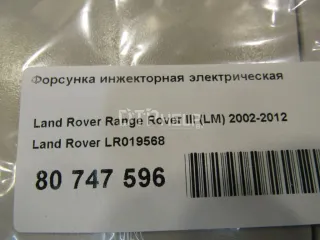 Форсунка инжекторная электрическая
Land Rover Range Rover III (LM) 2002-2012
Land Rover LR019568
80 747 596